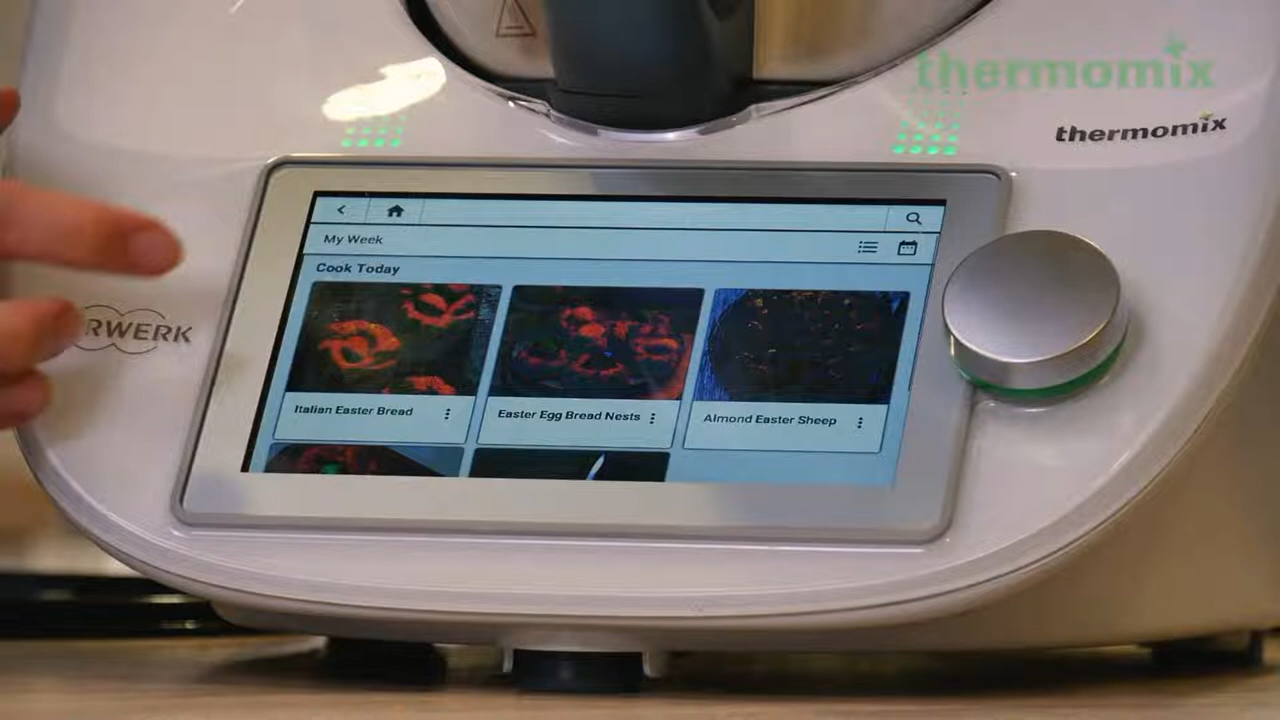 thermomix
thermomix
My Week
Cook Today
RWERK
Italian Easter Bread
Easter Egg Bread Nests
Almond Easter Sheep